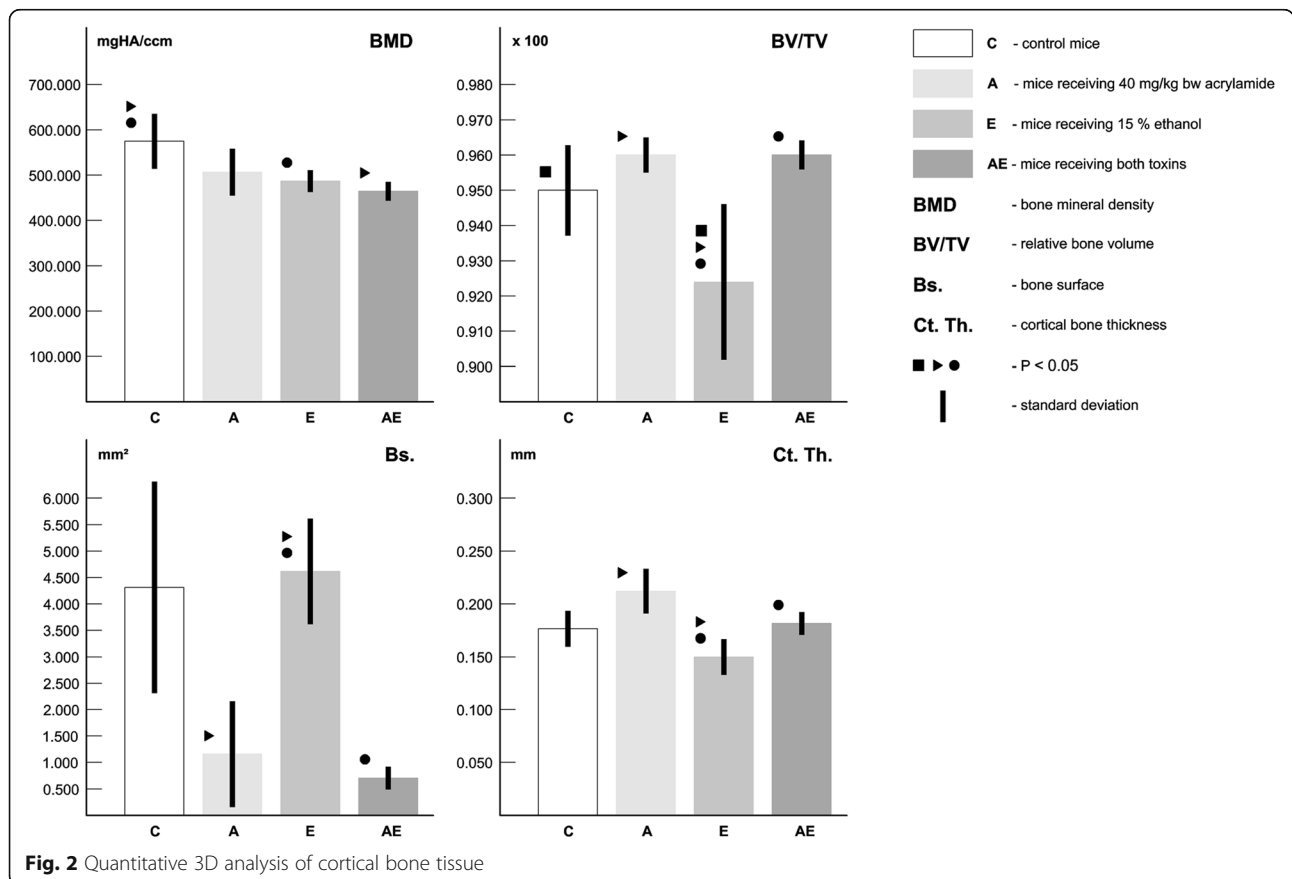 mgHA/ccm BMD
700.000
600.000
500.000
400.000
300.000
200.000
100.000
C A E AE
x 100 BV/TV
0.980
0.970
0.960
0.950
0.940
0.930
0.920
0.910
0.900
C A E AE
C - control mice
A - mice receiving 40 mg/kg bw acrylamide
E - mice receiving 15 % ethanol
AE - mice receiving both toxins
BMD - bone mineral density
BV/TV - relative bone volume
Bs. - bone surface
Ct. Th. - cortical bone thickness
- P < 0.05
- standard deviation
mm² Bs.
6.000
5.500
5.000
4.500
4.000
3.500
3.000
2.500
2.000
1.500
1.000
0.500
C A E AE
mm Ct. Th.
0.300
0.250
0.200
0.150
0.100
0.050
C A E AE
Fig. 2 Quantitative 3D analysis of cortical bone tissue